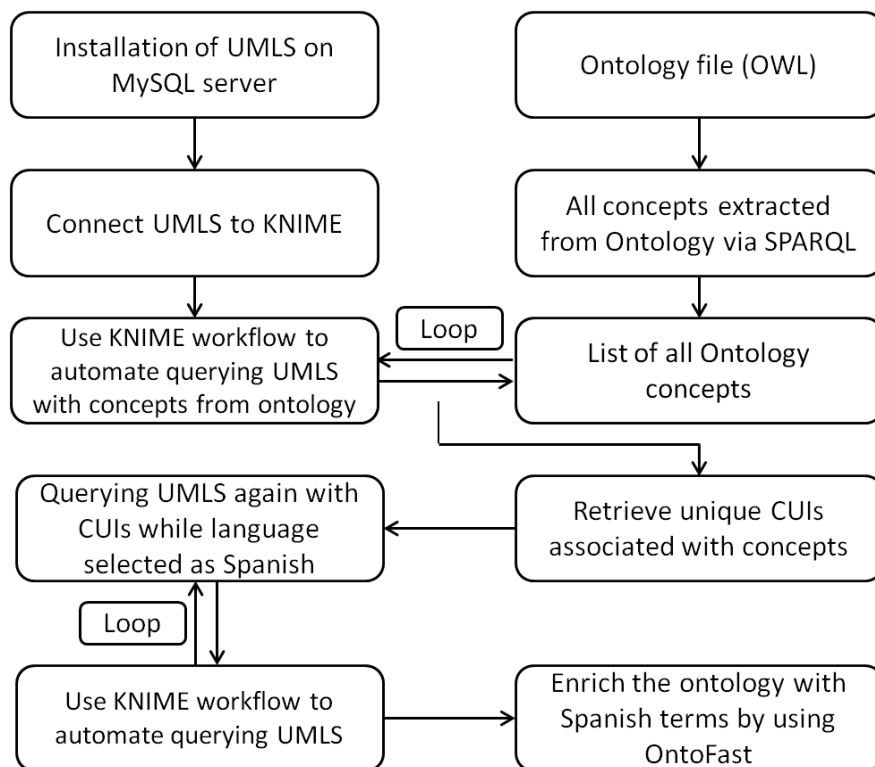 Installation of UMLS on
MySQL server
Ontology file (OWL)
Connect UMLS to KNIME
All concepts extracted
from Ontology via SPARQL
Use KNIME workflow to
automate querying UMLS
with concepts from ontology
Loop
List of all Ontology
concepts
Querying UMLS again with
CUIs while language
selected as Spanish
Retrieve unique CUIs
associated with concepts
Loop
Use KNIME workflow to
automate querying UMLS
Enrich the ontology with
Spanish terms by using
OntoFast